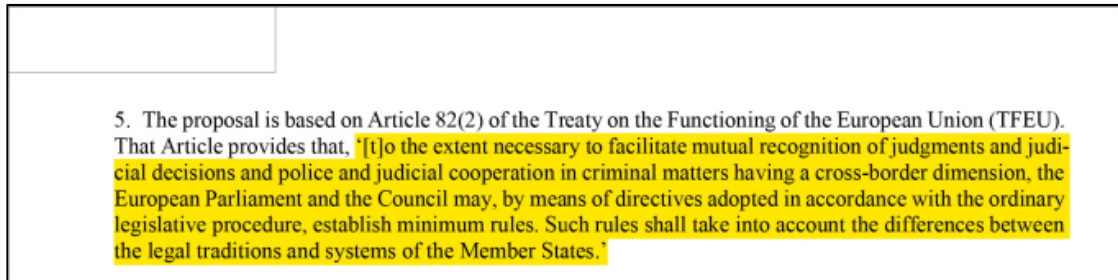 5. The proposal is based on Article 82(2) of the Treaty on the Functioning of the European Union (TFEU).
That Article provides that, ‘[t]o the extent necessary to facilitate mutual recognition of judgments and judi-
cial decisions and police and judicial cooperation in criminal matters having a cross-border dimension, the
European Parliament and the Council may, by means of directives adopted in accordance with the ordinary
legislative procedure, establish minimum rules. Such rules shall take into account the differences between
the legal traditions and systems of the Member States.’